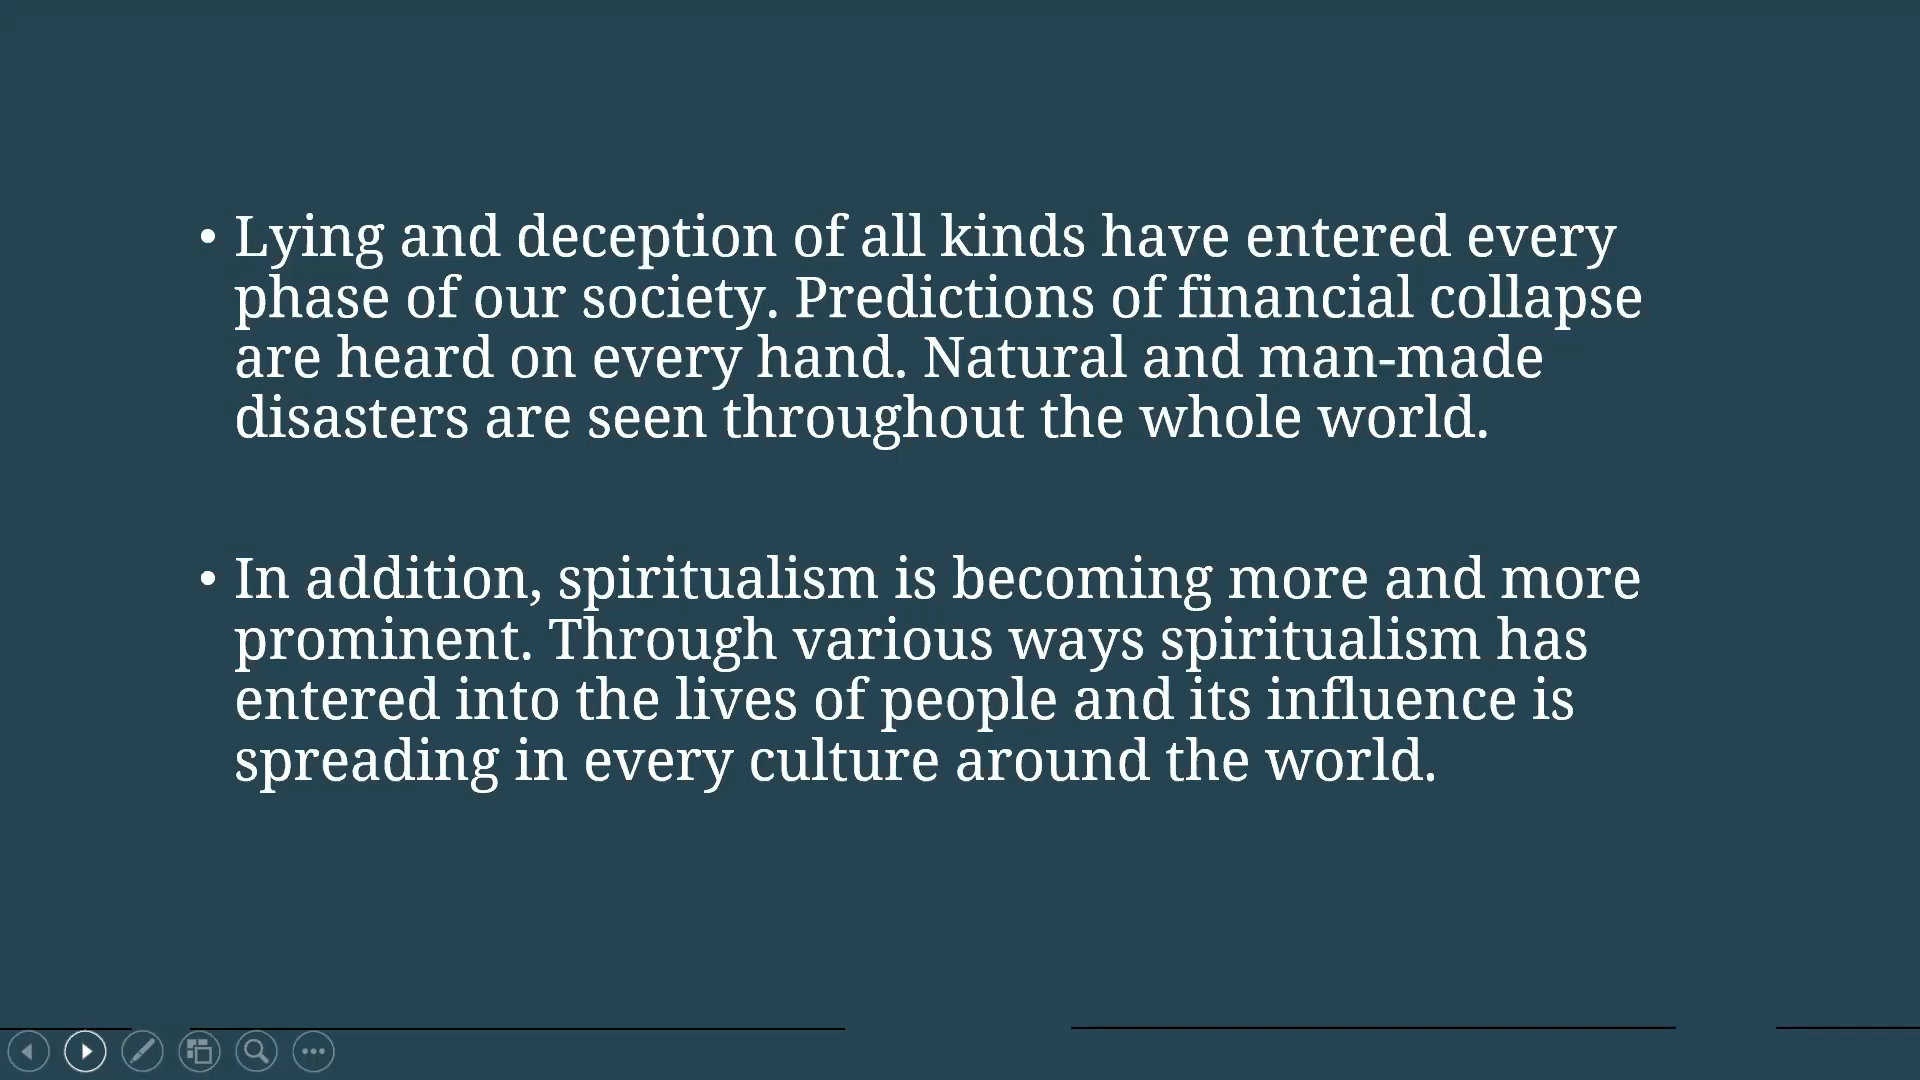 • Lying and deception of all kinds have entered every
phase of our society. Predictions of financial collapse
are heard on every hand. Natural and man-made
disasters are seen throughout the whole world.
• In addition, spiritualism is becoming more and more
prominent. Through various ways spiritualism has
entered into the lives of people and its influence is
spreading in every culture around the world.